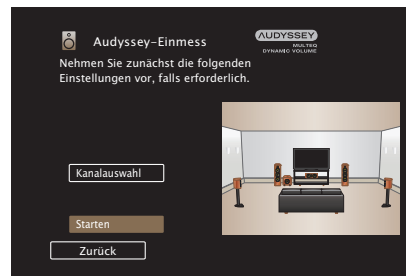 Audyssey-Einmess
AUDYSSEY
MULTEQ
DYNAMIC VOLUME
Nehmen Sie zunächst die folgenden
Einstellungen vor, falls erforderlich.
Kanalauswahl
Starten
Zurück